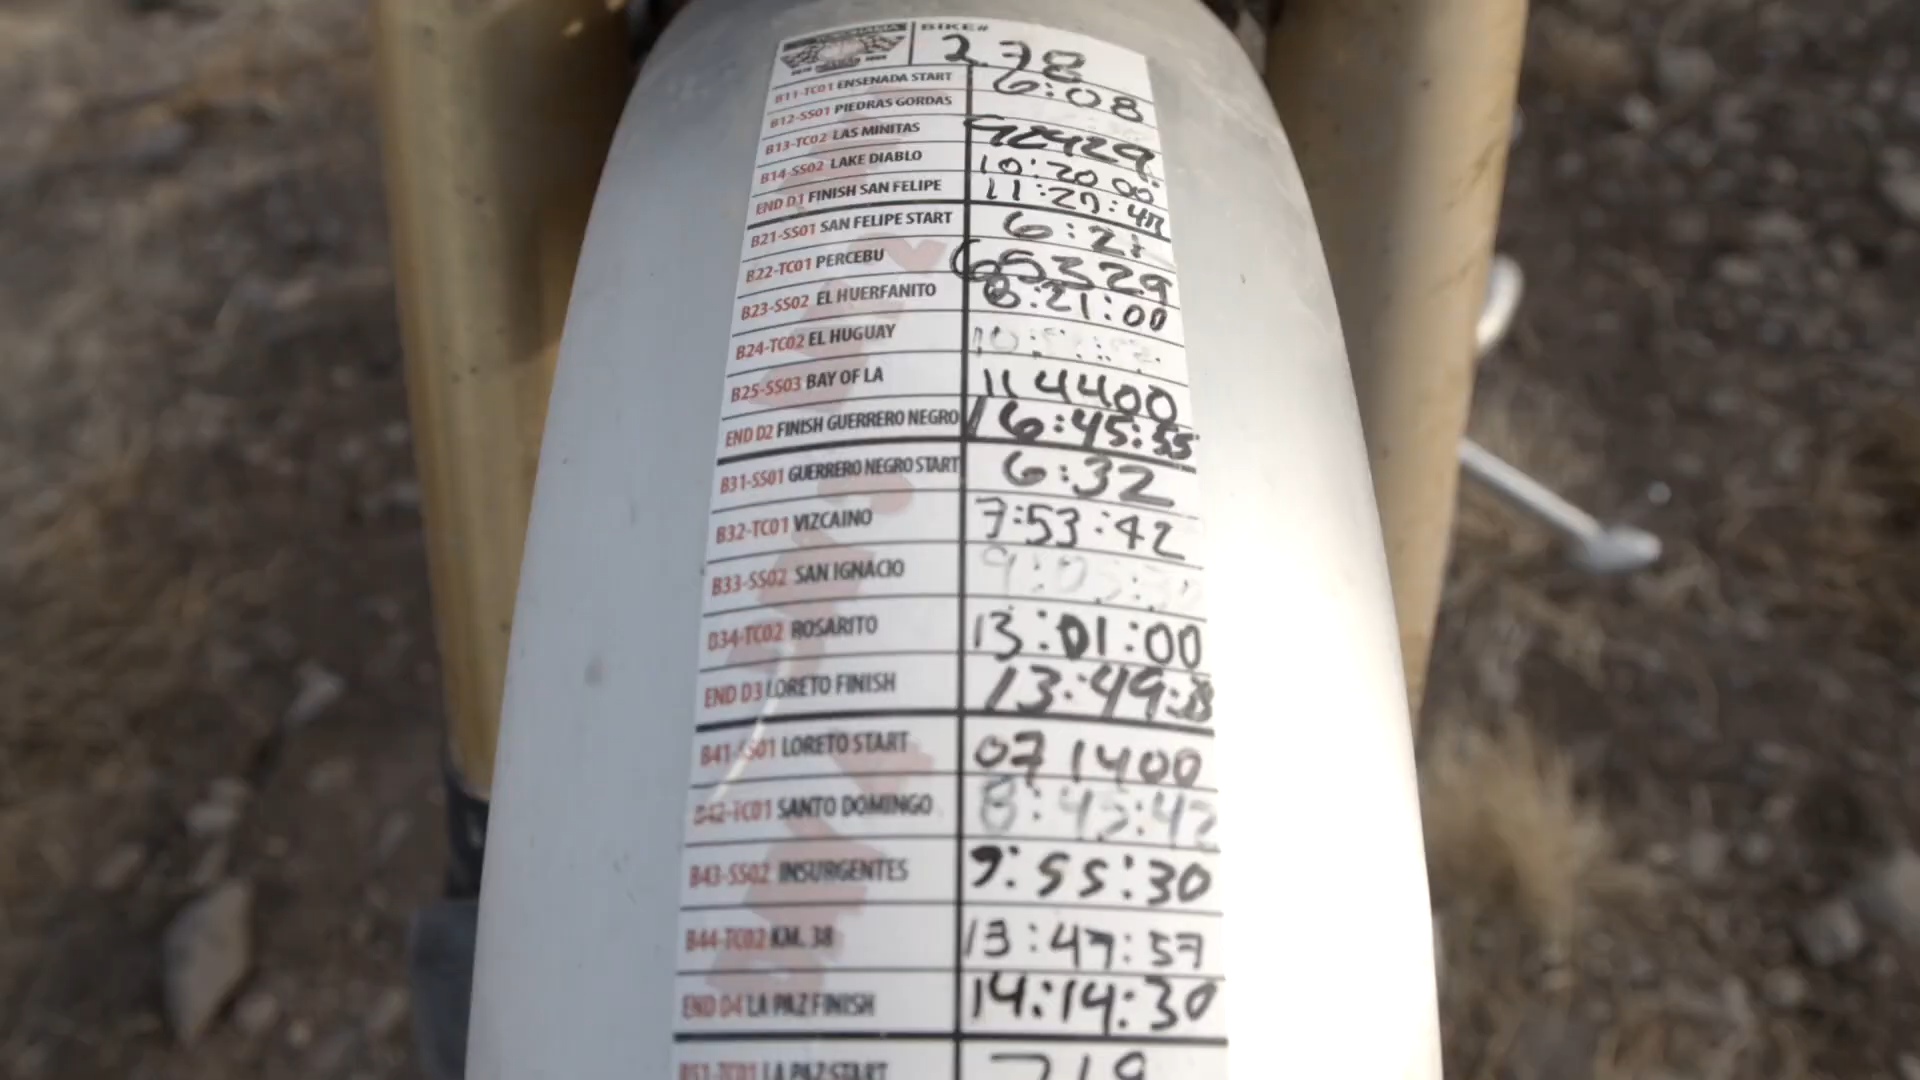 BIKE# 278
B11-TC01 ENSENADA START 6:08
B12-SS01 PIEDRAS GORDAS
B13-TC02 LAS MINITAS
B14-SS02 LAKE DIABLO 10:20 00
END D1 FINISH SAN FELIPE
B21-SS01 SAN FELIPE START
B22-TC01 PERCEBU 65329
B23-SS02 EL HUERFANITO 8:21:00
B24-TC02 EL HUGUAY
B25-SS03 BAY OF LA 114400
END D2 FINISH GUERRERO NEGRO 16:45:55
B31-SS01 GUERRERO NEGRO START 6:32
B32-TC01 VIZCAINO 7:53:42
B33-SS02 SAN IGNACIO
B34-TC02 ROSARITO 13:01:00
END D3 LORETO FINISH
B41-SS01 LORETO START 071400
B42-TC01 SANTO DOMINGO
B43-SS02 INSURGENTES 9:55:30
B44-TC02 KM. 38 13:47:57
END D4 LA PAZ FINISH 14:14:30
B51-TC01 LA PAZ START